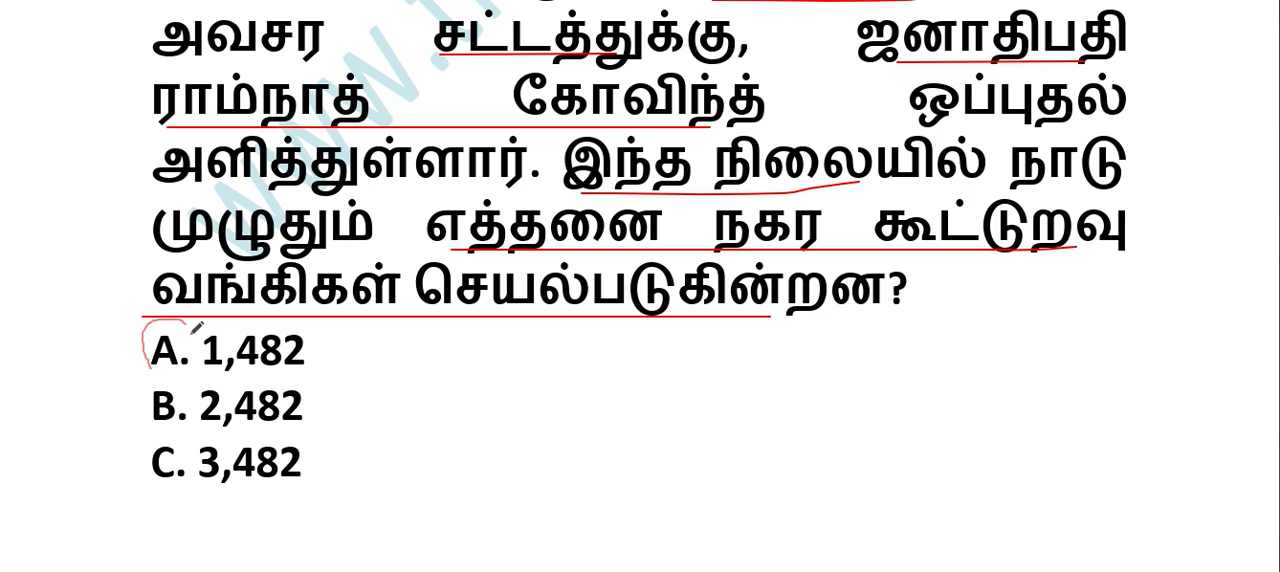 அவசர சட்டத்துக்கு, ஜனாதிபதி
ராம்நாத் கோவிந்த் ஒப்புதல்
அளித்துள்ளார். இந்த நிலையில் நாடு
முழுதும் எத்தனை நகர கூட்டுறவு
வங்கிகள் செயல்படுகின்றன?
A. 1,482
B. 2,482
C. 3,482